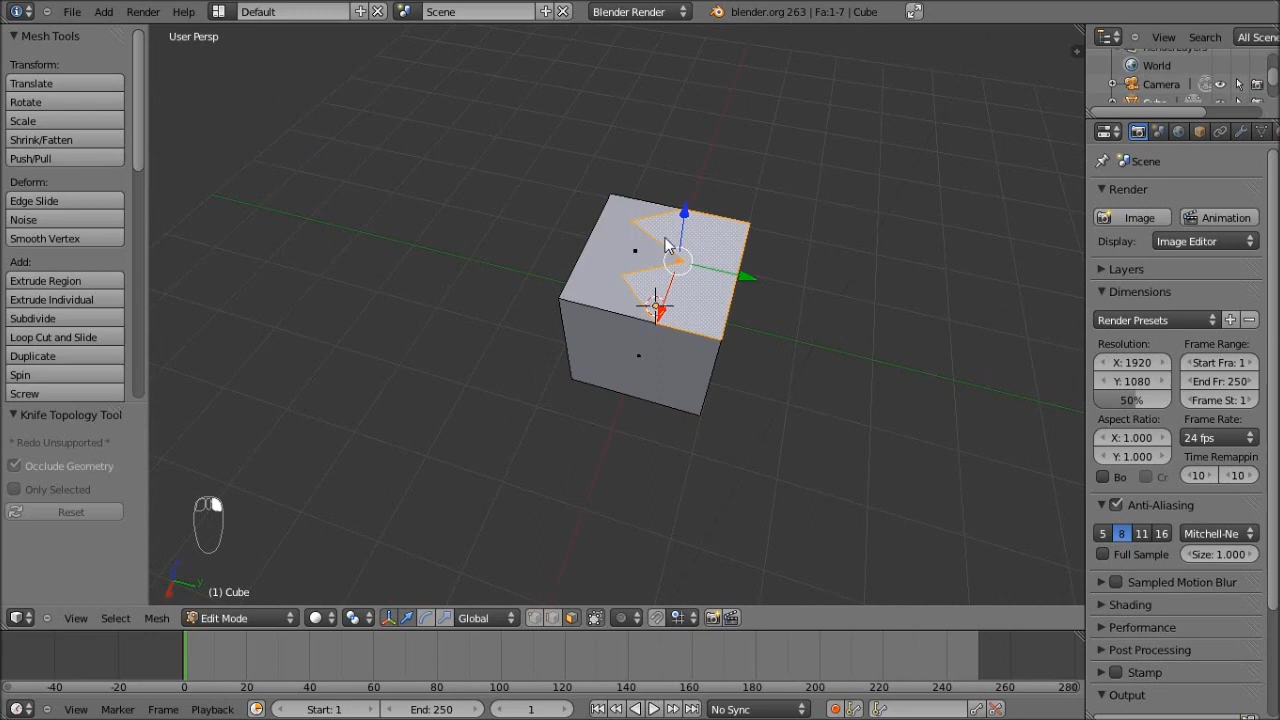 File Add Render Help Default Scene Blender Render blender.org 263 | Fa:1-7 | Cube
Mesh Tools
Transform:
Translate
Rotate
Scale
Shrink/Fatten
Push/Pull
Deform:
Edge Slide
Noise
Smooth Vertex
Add:
Extrude Region
Extrude Individual
Subdivide
Loop Cut and Slide
Duplicate
Spin
Screw
Knife Topology Tool
* Redo Unsupported *
Occlude Geometry
Only Selected
Reset
User Persp
z
y
(1) Cube
View Select Mesh Edit Mode Global
-40 -20 0 20 40 60 80 100 120 140 160 180 200 220 240 260 280
View Marker Frame Playback Start: 1 End: 250 1 No Sync
View Search All Scene
World
Camera
Scene
Render
Image Animation
Display: Image Editor
Layers
Dimensions
Render Presets
Resolution: Frame Range:
X: 1920 Start Fra: 1
Y: 1080 End Fr: 250
50% Frame St: 1
Aspect Ratio: Frame Rate:
X: 1.000 24 fps
Y: 1.000 Time Remappin
Bo Cr 10 10
Anti-Aliasing
5 8 11 16 Mitchell-Ne
Full Sample Size: 1.000
Sampled Motion Blur
Shading
Performance
Post Processing
Stamp
Output